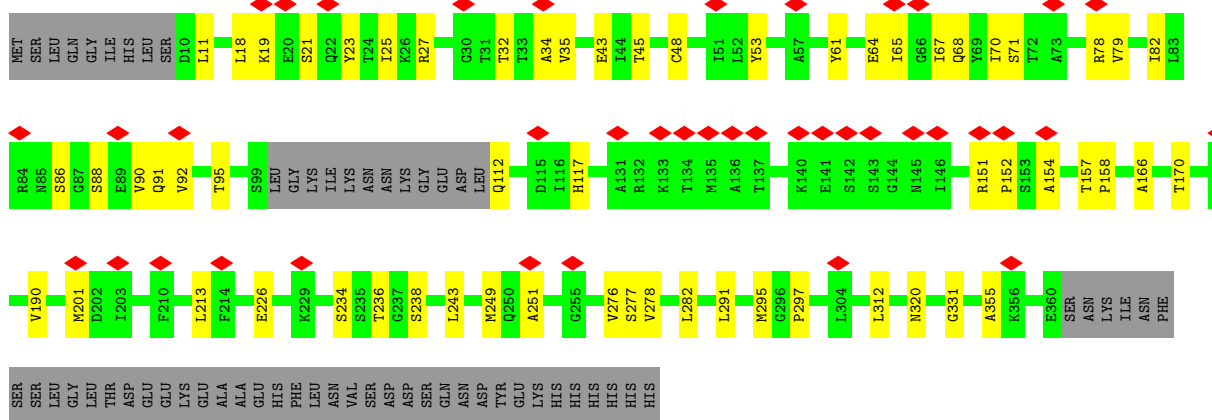 MET SER LEU GLN GLY ILE HIS LEU SER D10 L11 L18 K19 E20 S21 Q22 Y23 T24 I25 K26 R27 G30 T31 T32 T33 A34 V35 E43 I44 T45 C48 I51 L52 Y53 A57 Y61 E64 I65 G66 I67 Q68 Y69 I70 S71 T72 A73 R78 V79 I82 L83
R84 N85 S86 G87 S88 E89 V90 Q91 V92 T95 S99 LEU GLY LYS ILE LYS ASN ASN LYS GLY GLU ASP LEU Q112 D115 I116 H117 A131 R132 K133 T134 M135 A136 T137 K140 E141 S142 S143 G144 N145 I146 R151 P152 S153 A154 T157 P158 A166 T170
V190 M201 D202 I203 F210 L213 F214 E226 K229 S234 S235 T236 G237 S238 L243 M249 Q250 A251 G255 V276 S277 V278 L282 L291 M295 G296 P297 L304 L312 N320 G331 A355 K356 E360 SER ASN LYS ILE ASN PHE
SER SER LEU GLY LEU THR ASP GLU GLU LYS GLU ALA ALA GLU HIS PHE LEU ASN VAL SER ASP ASP SER GLN ASN ASP TYR GLU LYS HIS HIS HIS HIS HIS HIS